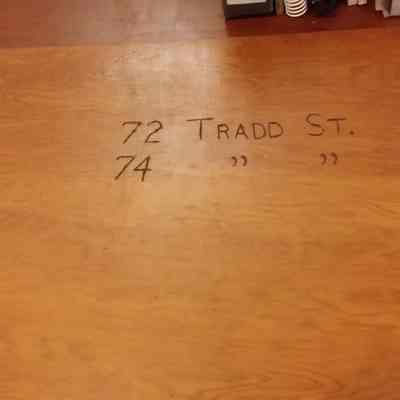 72 TRADD ST.
74 " "